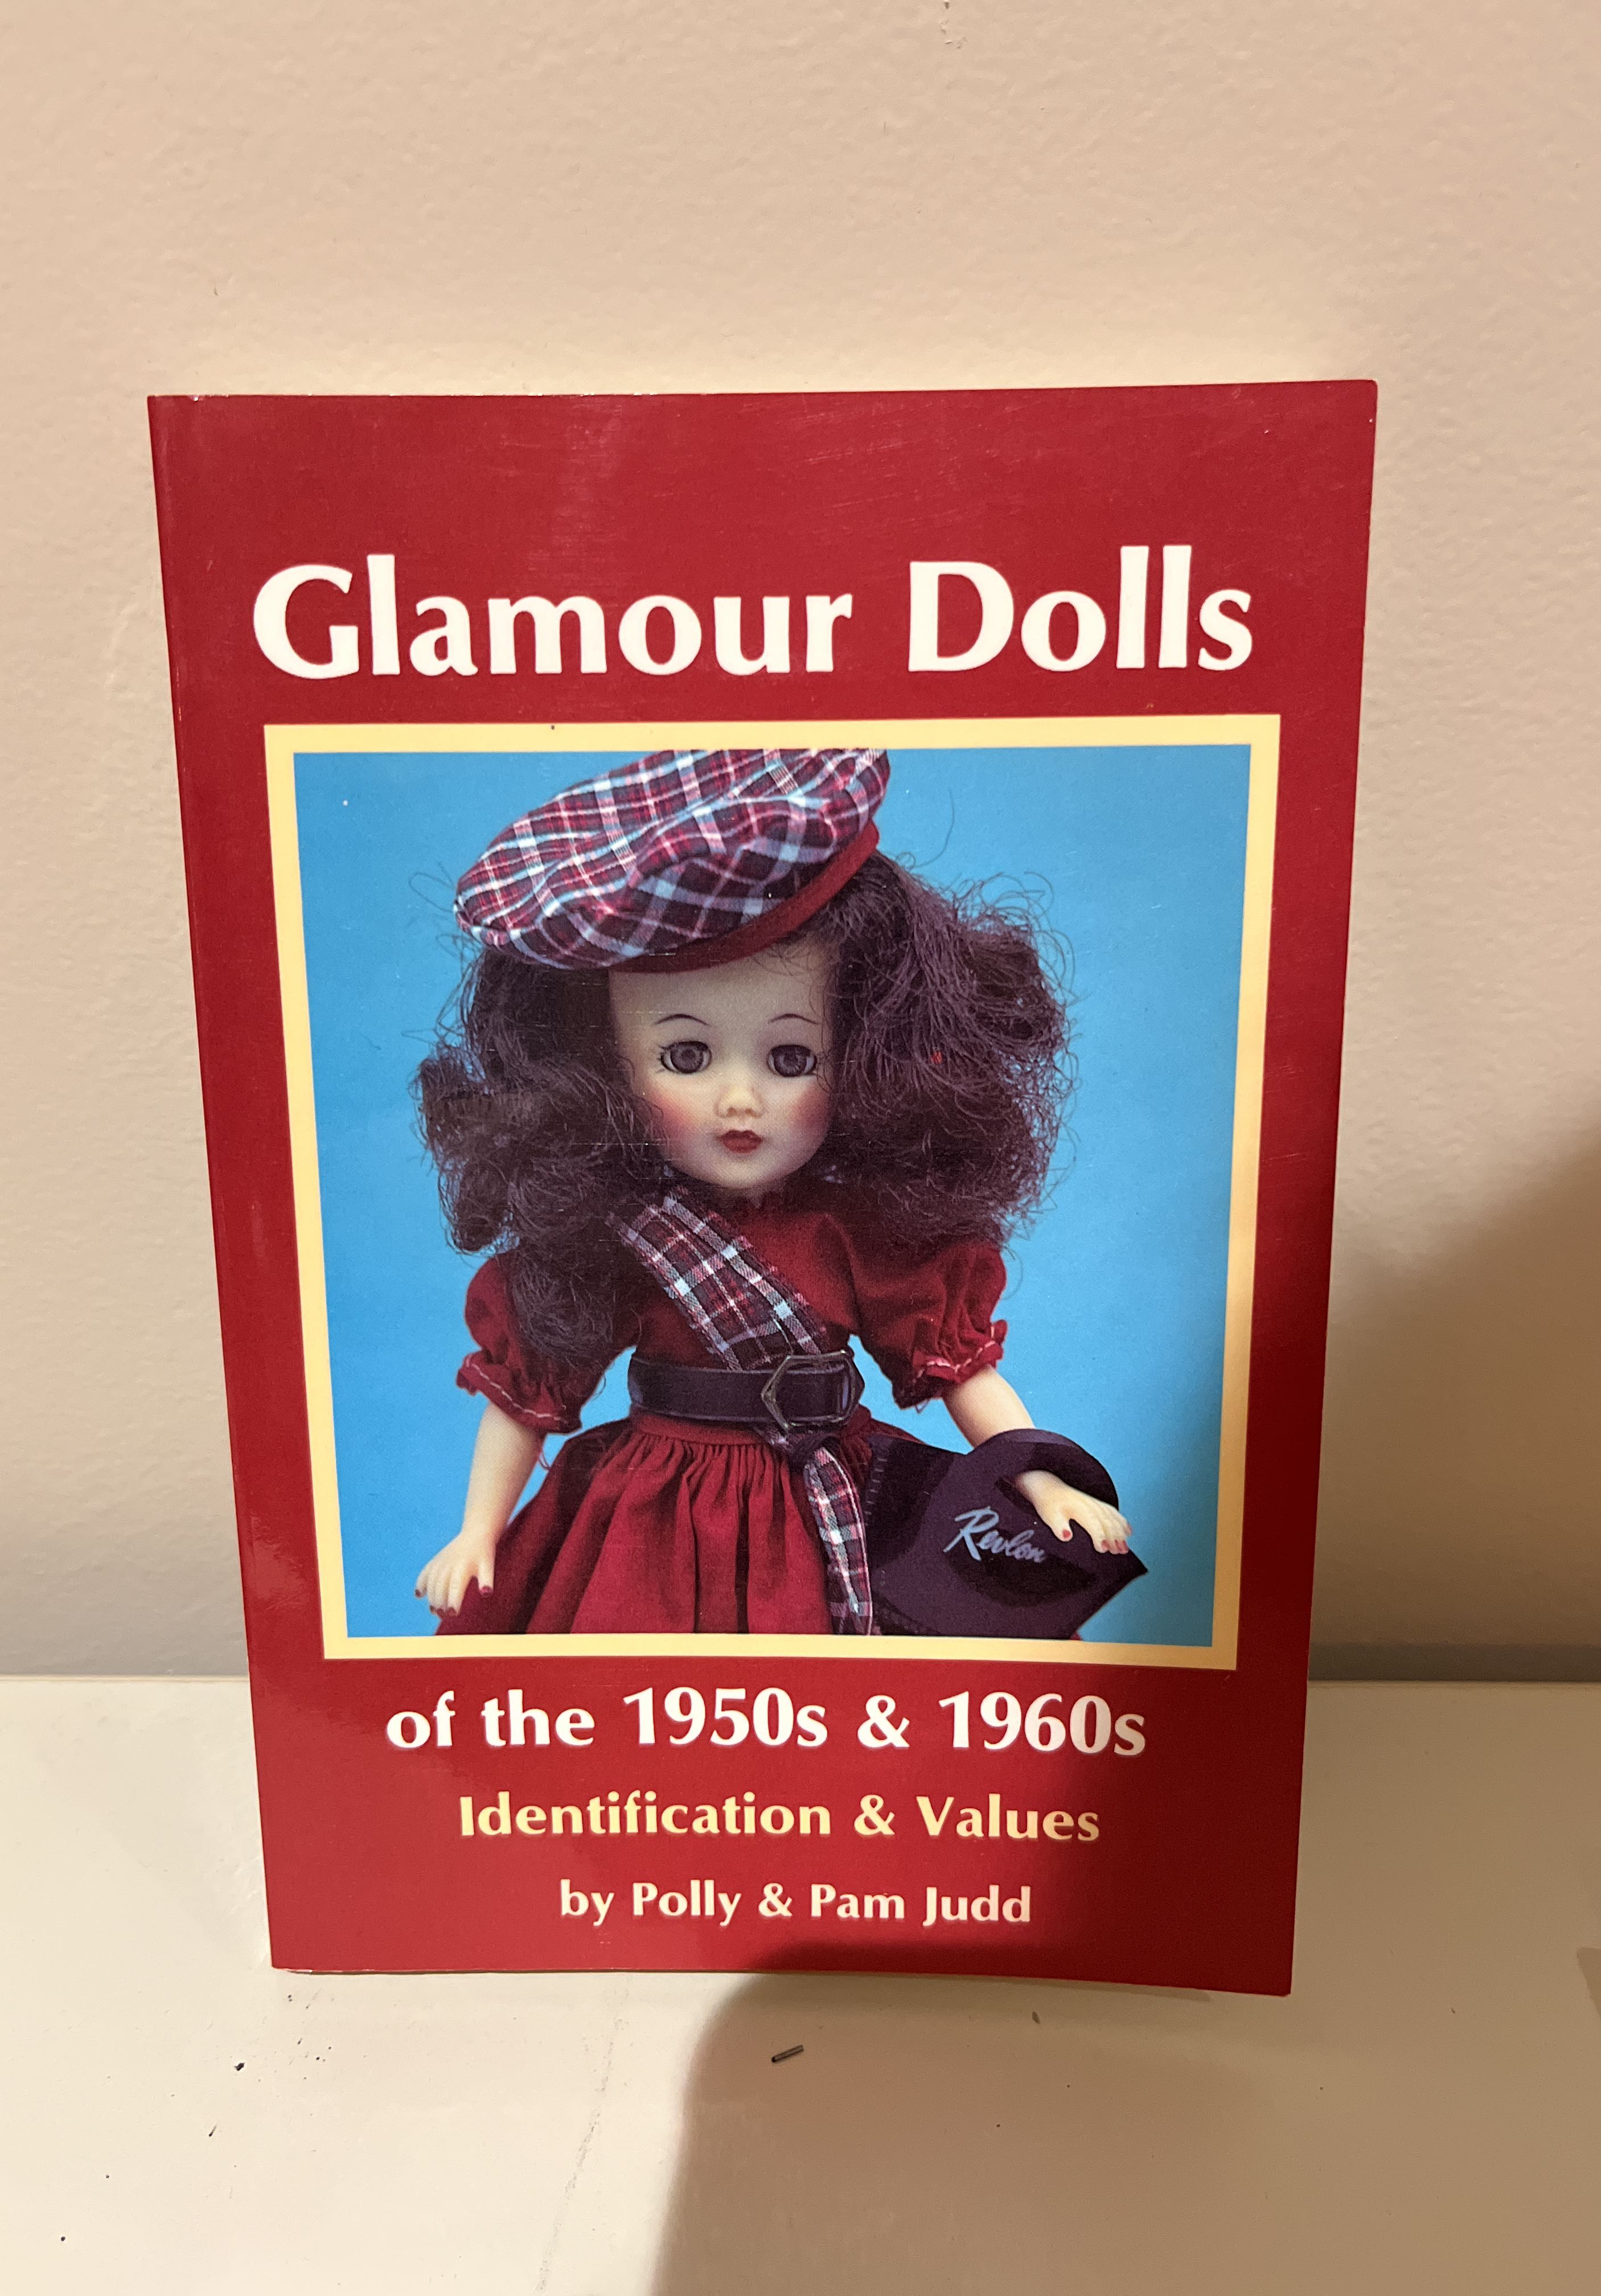 Glamour Dolls
Revlon
of the 1950s & 1960s
Identification & Values
by Polly & Pam Judd